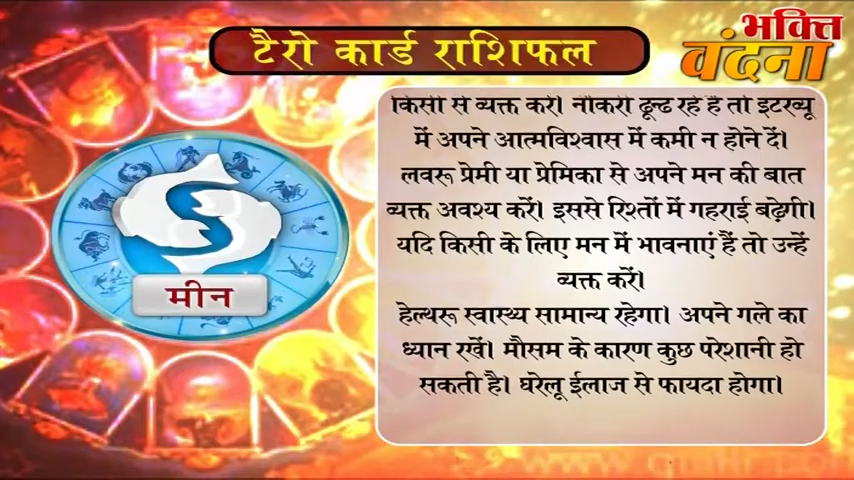 टैरो कार्ड राशिफल
भक्ति
वंदना
किसी से व्यक्त करें। नौकरी ढून्ढ रहे हैं तो इंटरव्यू
में अपने आत्मविश्वास में कमी न होने दें।
लवरू प्रेमी या प्रेमिका से अपने मन की बात
व्यक्त अवश्य करें। इससे रिश्तों में गहराई बढ़ेगी।
यदि किसी के लिए मन में भावनाएं हैं तो उन्हें
व्यक्त करें।
हेल्थरू स्वास्थ्य सामान्य रहेगा। अपने गले का
ध्यान रखें। मौसम के कारण कुछ परेशानी हो
सकती है। घरेलू ईलाज से फायदा होगा।
मीन